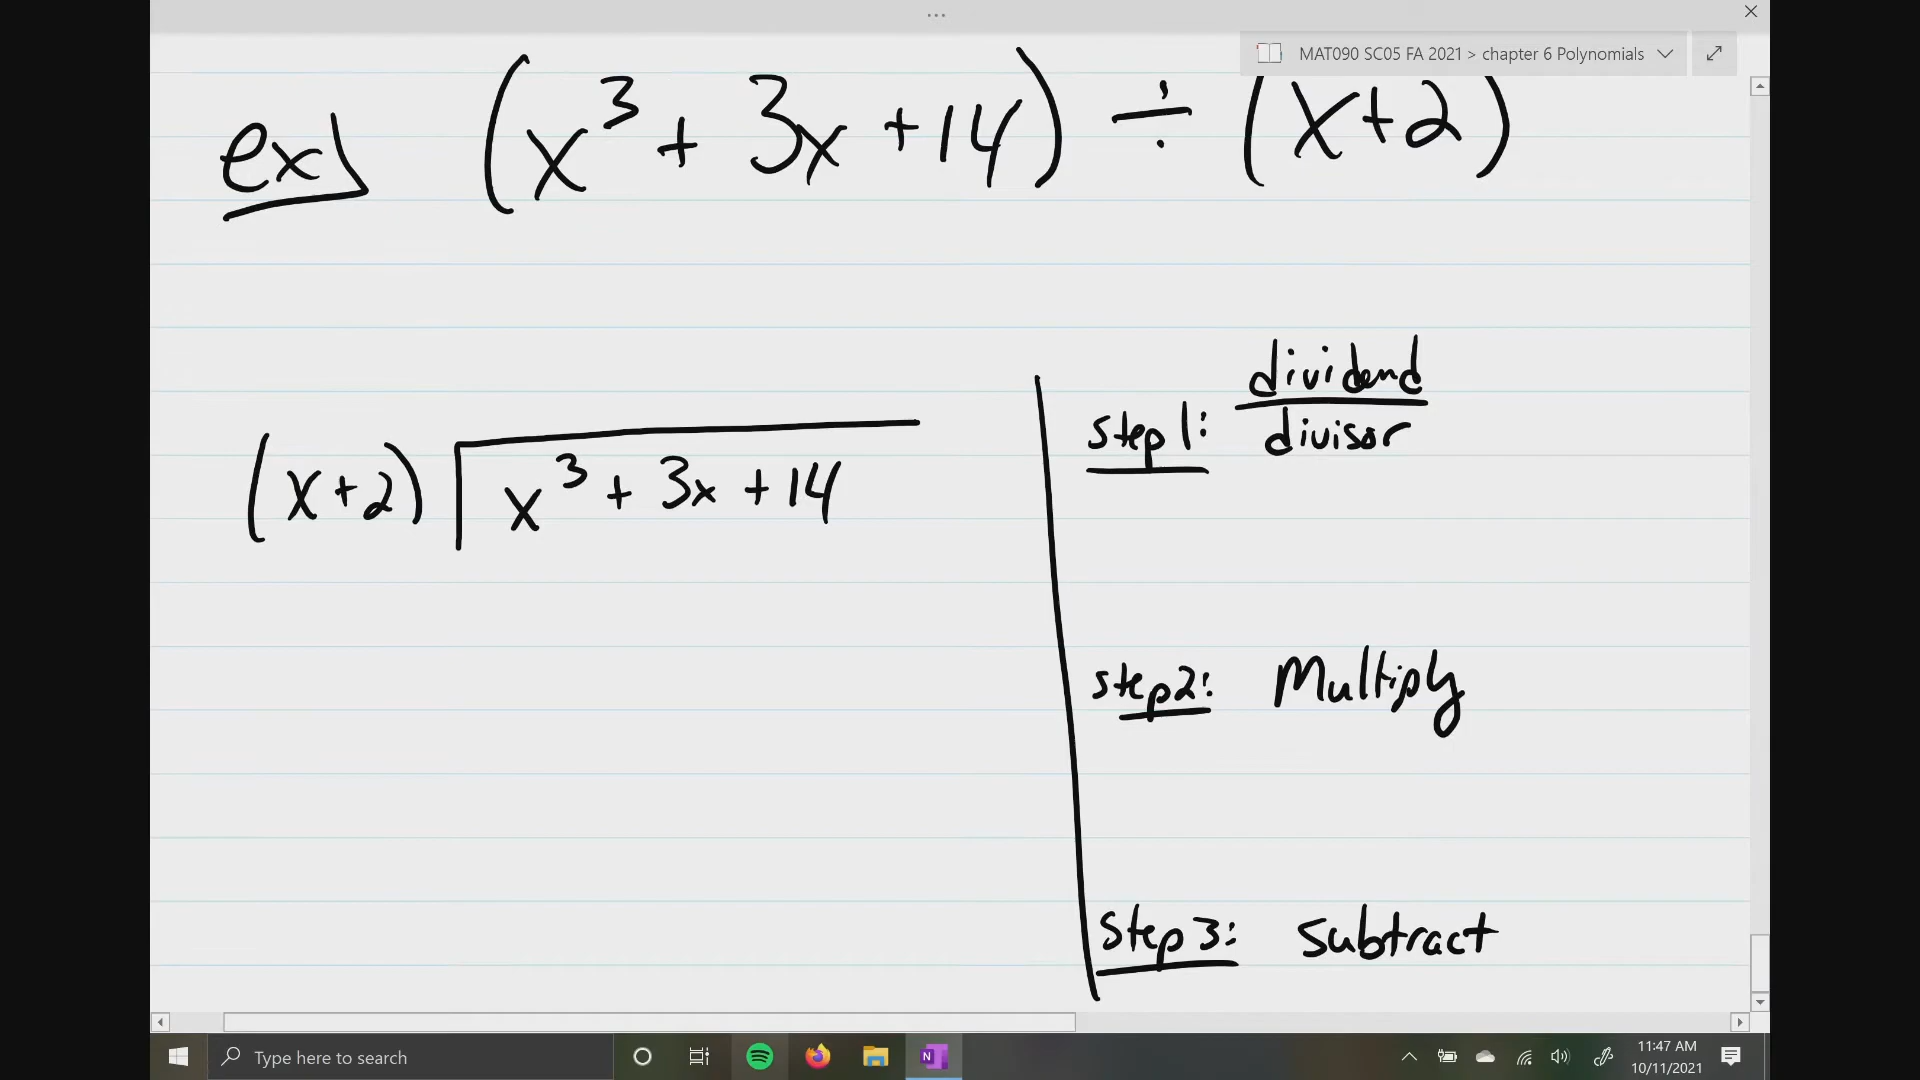 MAT090 SC05 FA 2021 > chapter 6 Polynomials
ex) (x³ + 3x + 14) ÷ (x+2)
dividend
step 1: divisor
(x+2) x³ + 3x + 14
step2: Multiply
step 3: subtract
Type here to search
11:47 AM
10/11/2021